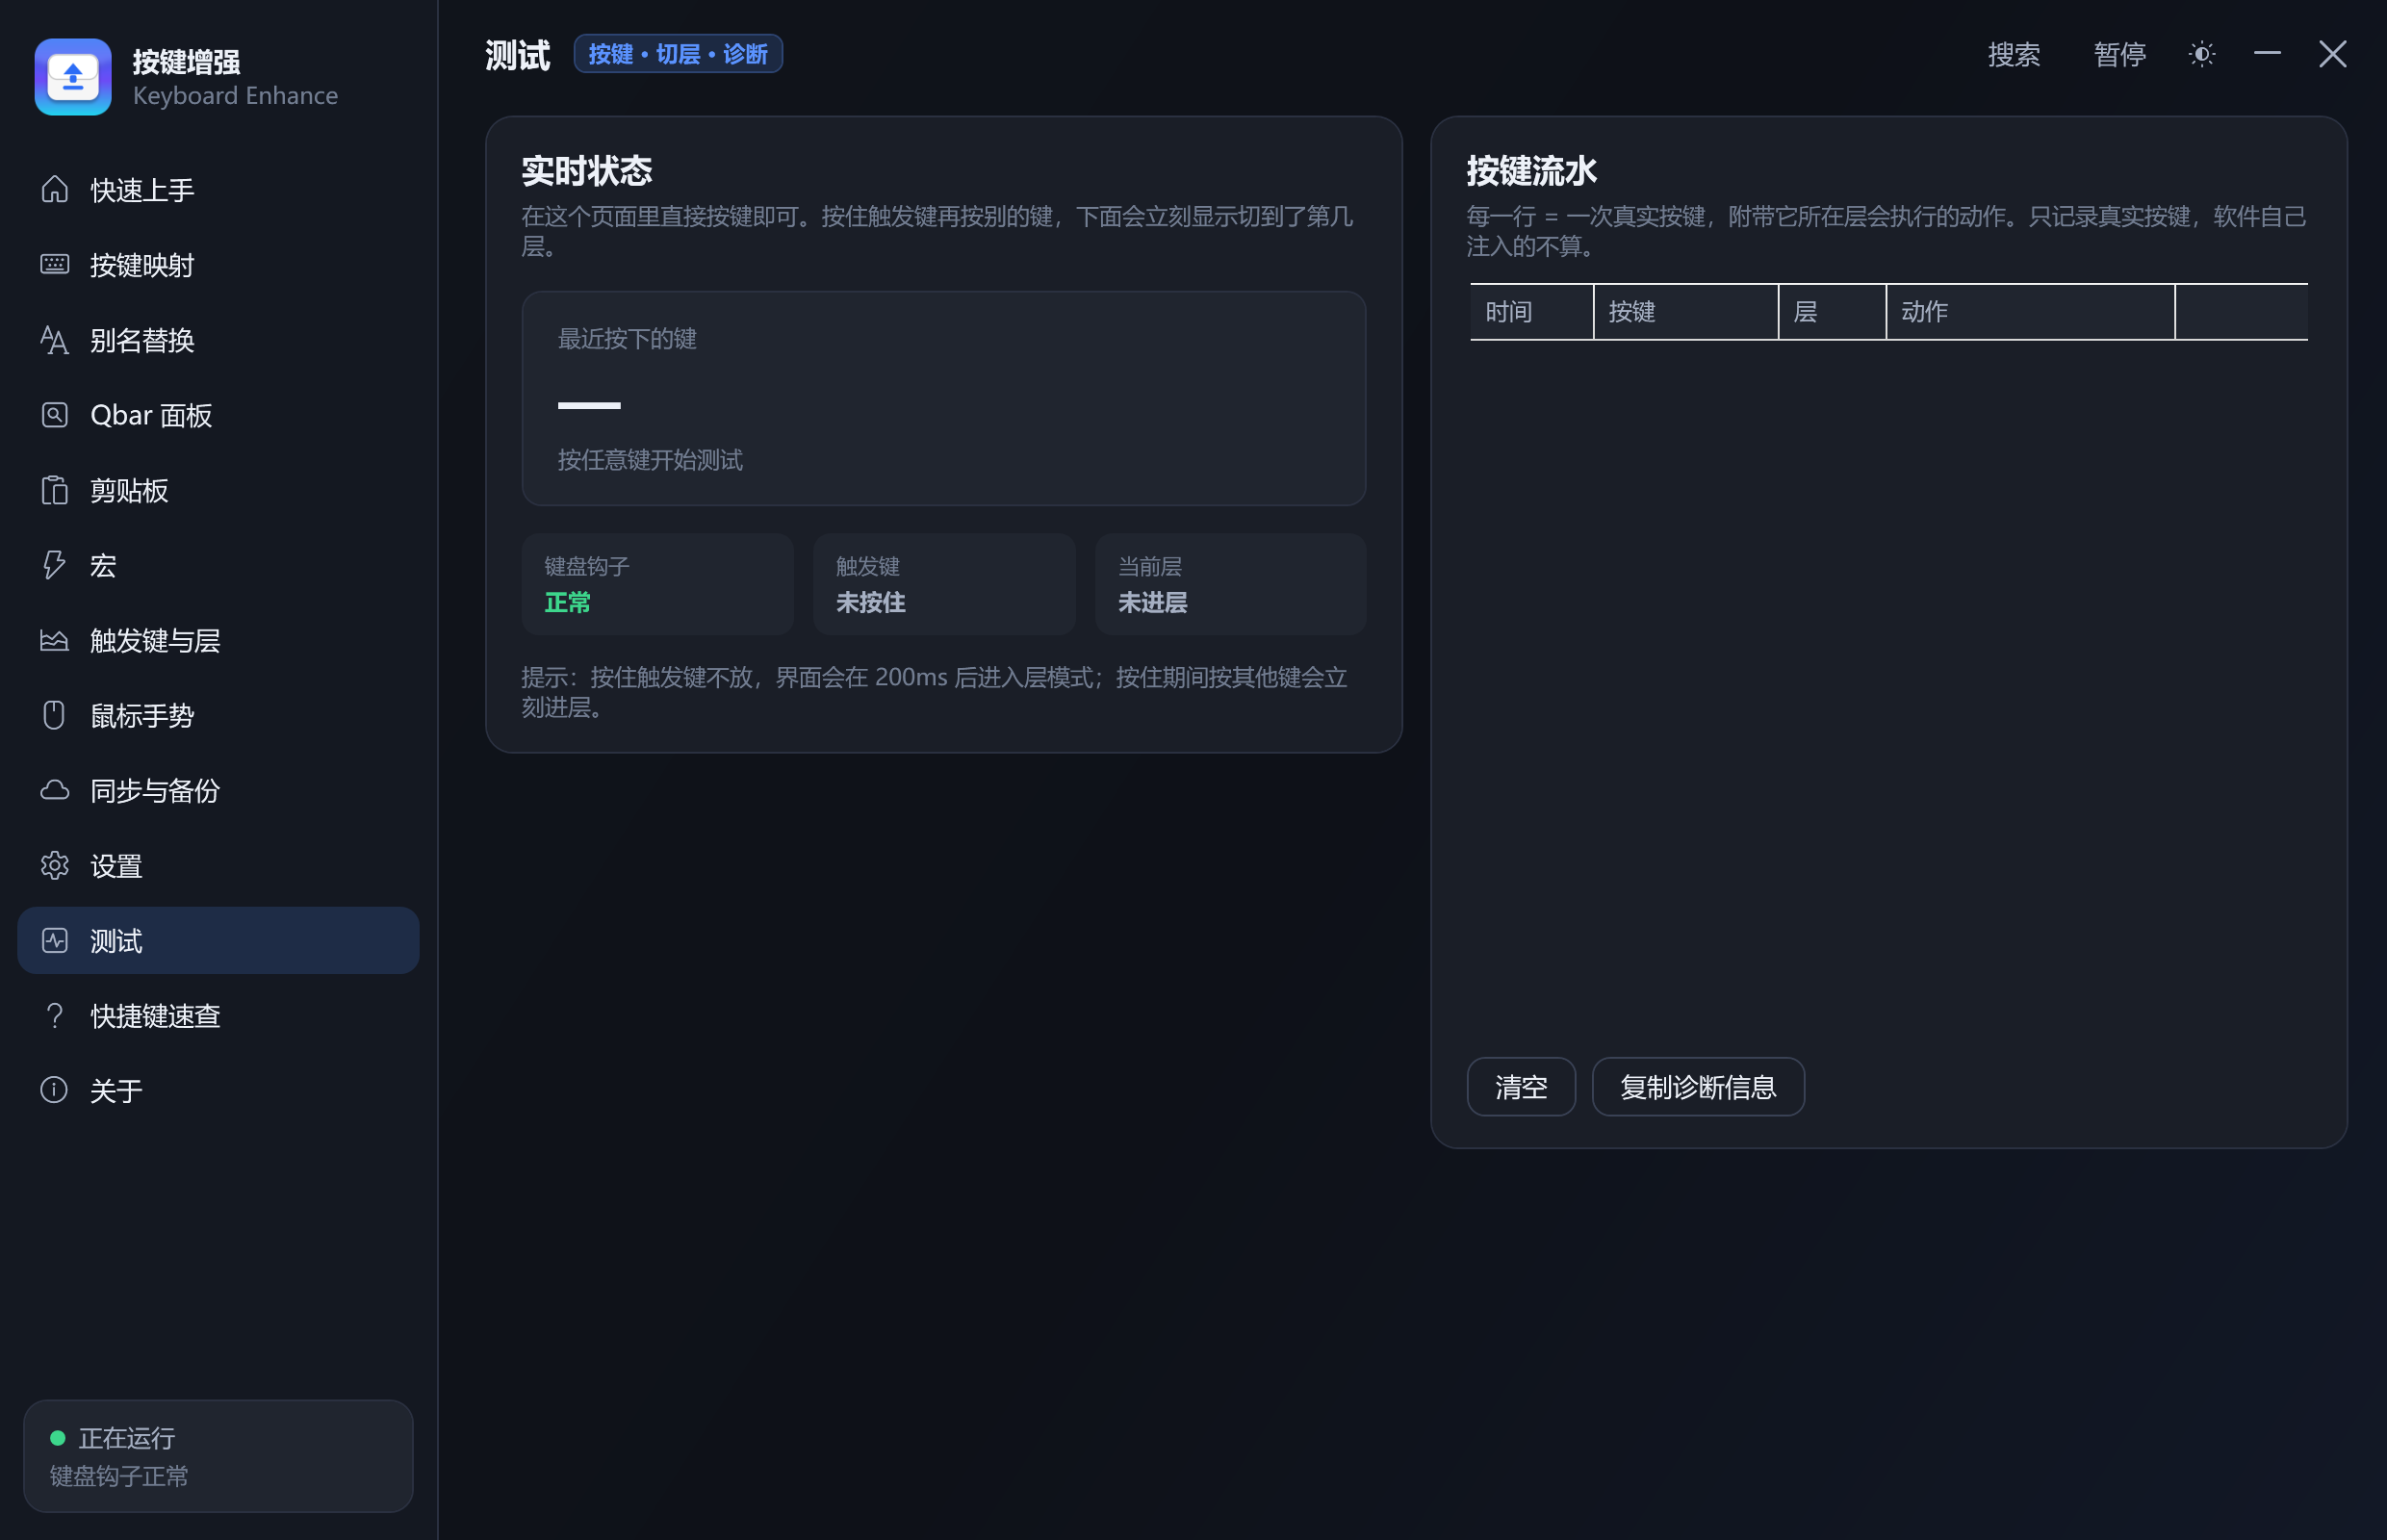 按键增强
Keyboard Enhance
快速上手
按键映射
别名替换
Qbar 面板
剪贴板
宏
触发键与层
鼠标手势
同步与备份
设置
测试
快捷键速查
关于
正在运行
键盘钩子正常
测试
按键 • 切层 • 诊断
搜索
暂停
实时状态
在这个页面里直接按键即可。按住触发键再按别的键，下面会立刻显示切到了第几
层。
最近按下的键
—
按任意键开始测试
键盘钩子
正常
触发键
未按住
当前层
未进层
提示：按住触发键不放，界面会在 200ms 后进入层模式；按住期间按其他键会立
刻进层。
按键流水
每一行 = 一次真实按键，附带它所在层会执行的动作。只记录真实按键，软件自己
注入的不算。
时间
按键
层
动作
清空
复制诊断信息